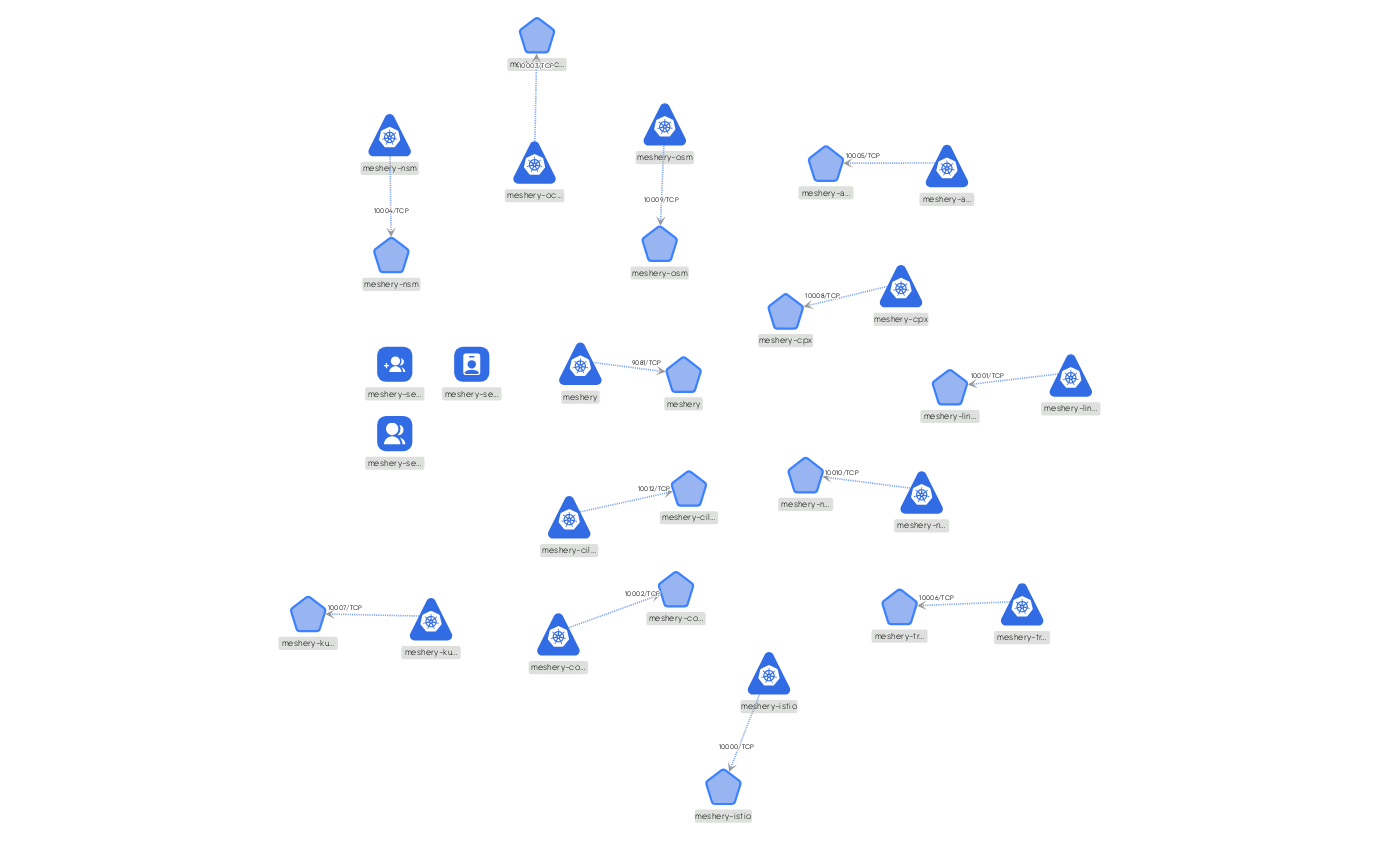 10003/TCP
meshery-nsm
10004/TCP
meshery-nsm
meshery-oc...
meshery-osm
10009/TCP
meshery-osm
10005/TCP
meshery-a...
meshery-a...
10008/TCP
meshery-cpx
meshery-cpx
meshery-se...
meshery-se...
meshery-se...
9081/TCP
meshery
meshery
10001/TCP
meshery-lin...
meshery-lin...
10012/TCP
meshery-cil...
meshery-cil...
10010/TCP
meshery-n...
meshery-n...
10007/TCP
meshery-ku...
meshery-ku...
10002/TCP
meshery-co...
meshery-co...
10006/TCP
meshery-tr...
meshery-tr...
meshery-istio
10000/TCP
meshery-istio